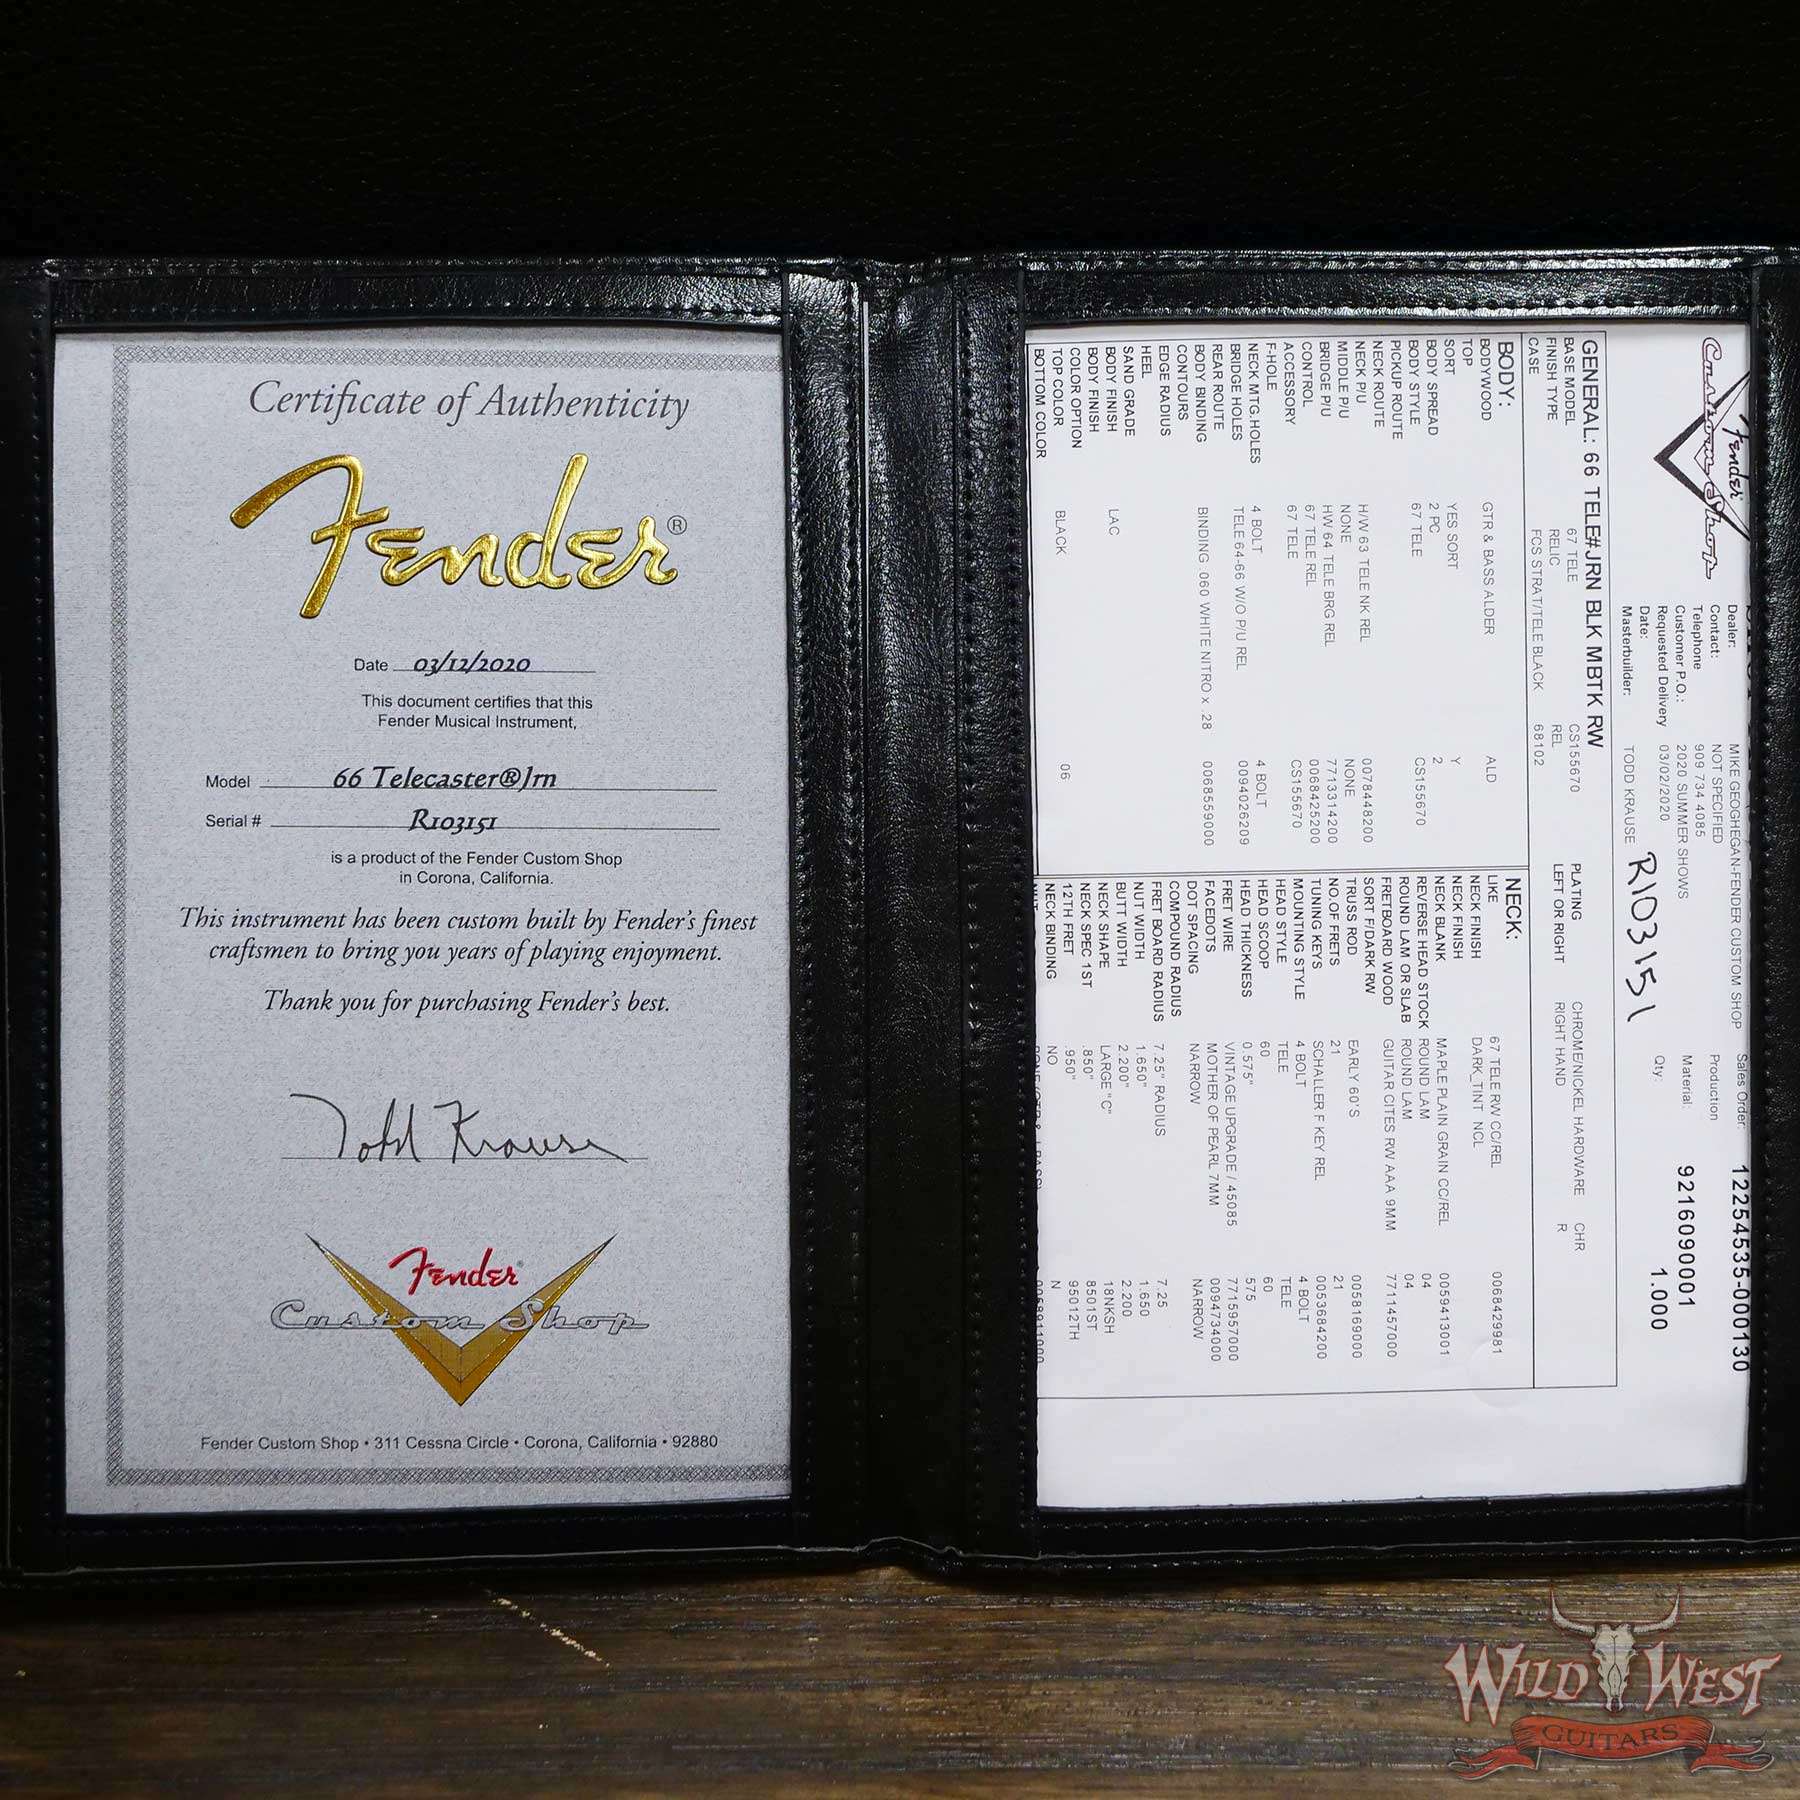 Certificate of Authenticity
Fender®
Date 03/12/2020
This document certifies that this
Fender Musical Instrument,
Model 66 Telecaster®Jrn
Serial # R103151
is a product of the Fender Custom Shop
in Corona, California.
This instrument has been custom built by Fender's finest
craftsmen to bring you years of playing enjoyment.
Thank you for purchasing Fender's best.
Todd Krause
Fender®
Custom Shop
Fender Custom Shop • 311 Cessna Circle • Corona, California • 92880
Fender
Custom Shop
Dealer: MIKE GEOGHEGAN-FENDER CUSTOM SHOP Sales Order: 12254535-000130
Contact: NOT SPECIFIED Production
Telephone 909 734 4085
Customer P.O.: 2020 SUMMER SHOWS Material: 9216090001
Requested Delivery 03/02/2020
Date: Qty: 1.000
Masterbuilder: TODD KRAUSE R103151
GENERAL: 66 TELE#JRN BLK MBTK RW
BASE MODEL 67 TELE CS155670 PLATING CHROME/NICKEL HARDWARE CHR
FINISH TYPE RELIC REL LEFT OR RIGHT RIGHT HAND R
CASE FCS STRAT/TELE BLACK 68102
BODY:
BODYWOOD GTR & BASS ALDER ALD
TOP
SORT YES SORT Y
BODY SPREAD 2 PC 2
BODY STYLE 67 TELE CS155670
PICKUP ROUTE
NECK ROUTE
NECK P/U H/W 63 TELE NK REL 0078448200
MIDDLE P/U NONE NONE
BRIDGE P/U HW 64 TELE BRG REL 7713314200
CONTROL 67 TELE REL 0068425200
ACCESSORY 67 TELE CS155670
F-HOLE
NECK MTG.HOLES 4 BOLT 4 BOLT
BRIDGE HOLES TELE 64-66 W/O P/U REL 0094026209
REAR ROUTE
BODY BINDING BINDING .060 WHITE NITRO x .28 0068559000
CONTOURS
EDGE RADIUS
HEEL
SAND GRADE
BODY FINISH LAC
BODY FINISH
COLOR OPTION
TOP COLOR BLACK 06
BOTTOM COLOR
NECK:
LIKE 67 TELE RW CC/REL 0068429981
NECK FINISH DARK_TINT NCL
NECK FINISH
NECK BLANK MAPLE PLAIN GRAIN CC/REL 0059413001
REVERSE HEAD STOCK ROUND LAM 04
ROUND LAM OR SLAB ROUND LAM 04
FRETBOARD WOOD GUITAR CITES RW AAA 9MM 7711457000
SORT F/DARK RW
TRUSS ROD EARLY 60'S 0058169000
NO.OF FRETS 21 21
TUNING KEYS SCHALLER F KEY REL 0053684200
MOUNTING STYLE 4 BOLT 4 BOLT
HEAD STYLE TELE TELE
HEAD SCOOP 60 60
HEAD THICKNESS 0.575" 575
FRET WIRE VINTAGE UPGRADE / 45085 7715957000
FACEDOTS MOTHER OF PEARL 7MM 0094734000
DOT SPACING NARROW NARROW
COMPOUND RADIUS
FRET BOARD RADIUS 7.25" RADIUS 7.25
NUT WIDTH 1.650" 1.650
BUTT WIDTH 2.200" 2.200
NECK SHAPE LARGE "C" 18NKSH
NECK SPEC 1ST .850" 8501ST
12TH FRET .950" 95012TH
NECK BINDING NO N
WILD WEST
GUITARS